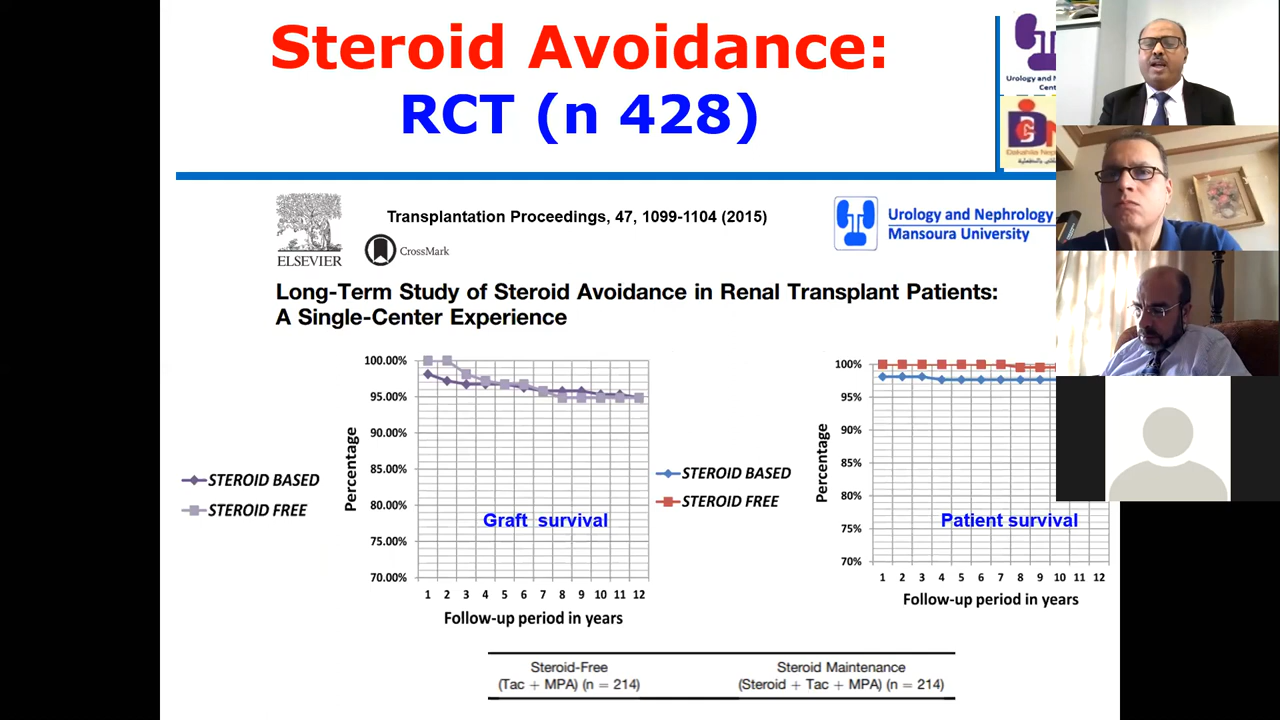 Steroid Avoidance:
RCT (n 428)
Urology and N
Cent
ELSEVIER
Transplantation Proceedings, 47, 1099-1104 (2015)
CrossMark
Urology and Nephrology
Mansoura University
Long-Term Study of Steroid Avoidance in Renal Transplant Patients:
A Single-Center Experience
100.00%
95.00%
90.00%
85.00%
80.00%
75.00%
70.00%
Percentage
STEROID BASED
STEROID FREE
Graft survival
1 2 3 4 5 6 7 8 9 10 11 12
Follow-up period in years
100%
95%
90%
85%
80%
75%
70%
Percentage
STEROID BASED
STEROID FREE
Patient survival
1 2 3 4 5 6 7 8 9 10 11 12
Follow-up period in years
Steroid-Free
(Tac + MPA) (n = 214)
Steroid Maintenance
(Steroid + Tac + MPA) (n = 214)